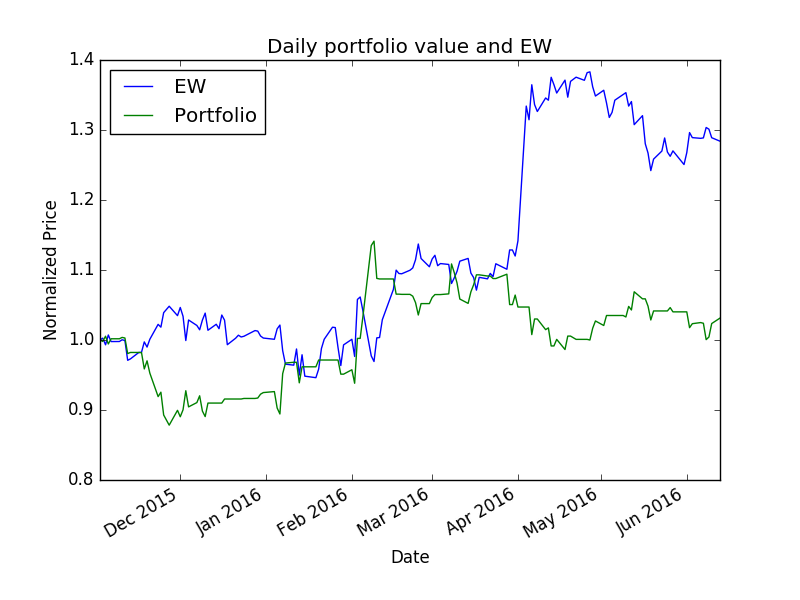 Daily portfolio value and EW
EW
Portfolio
1.4
1.3
1.2
1.1
1.0
0.9
0.8
Normalized Price
Dec 2015
Jan 2016
Feb 2016
Mar 2016
Apr 2016
May 2016
Jun 2016
Date